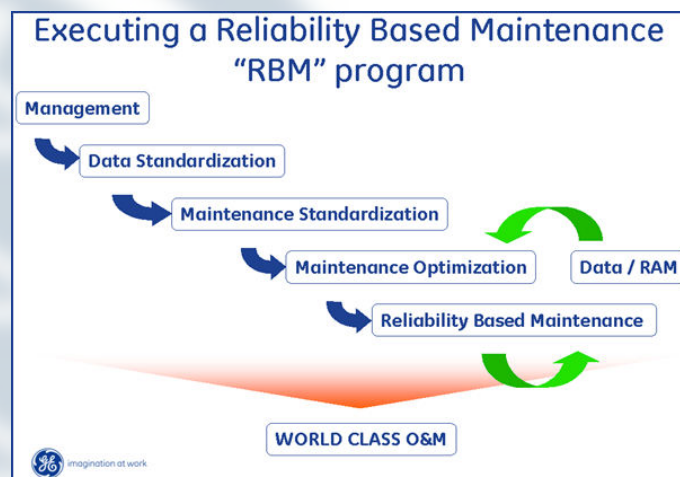 Executing a Reliability Based Maintenance
“RBM” program
Management
Data Standardization
Maintenance Standardization
Maintenance Optimization
Data / RAM
Reliability Based Maintenance
WORLD CLASS O&M
GE imagination at work